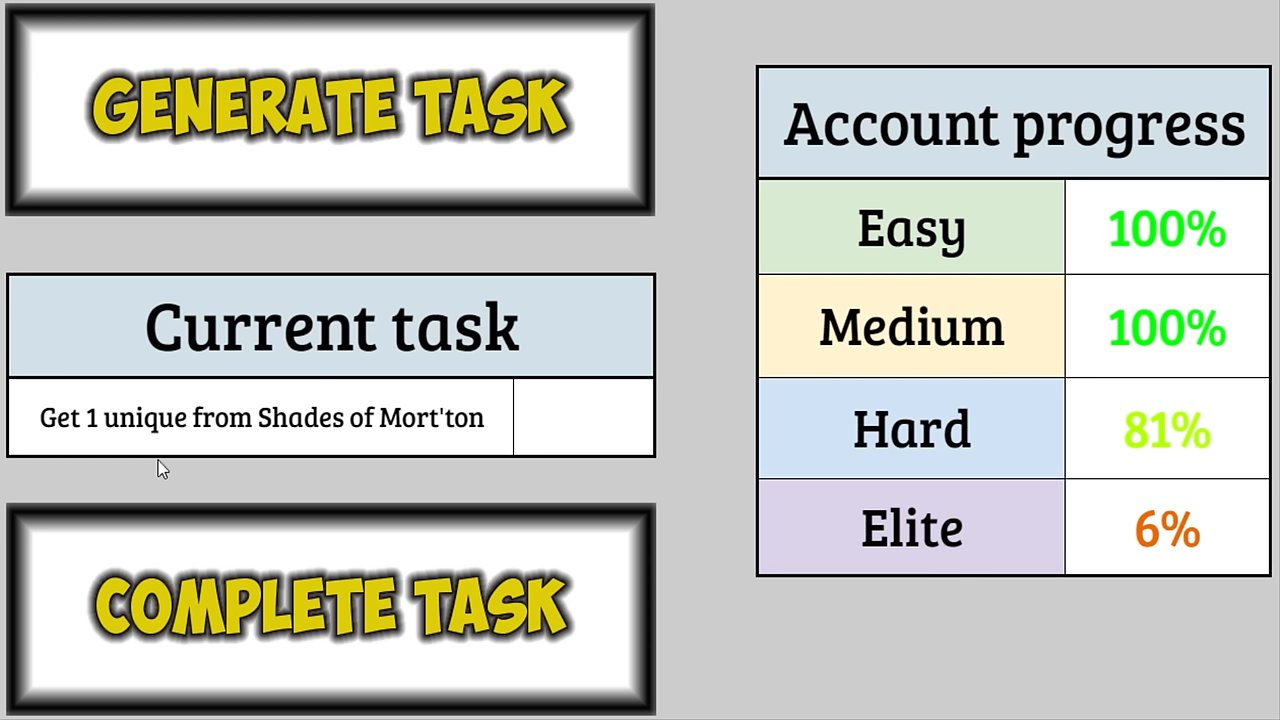 GENERATE TASK
Current task
Get 1 unique from Shades of Mort'ton
COMPLETE TASK
Account progress
Easy 100%
Medium 100%
Hard 81%
Elite 6%